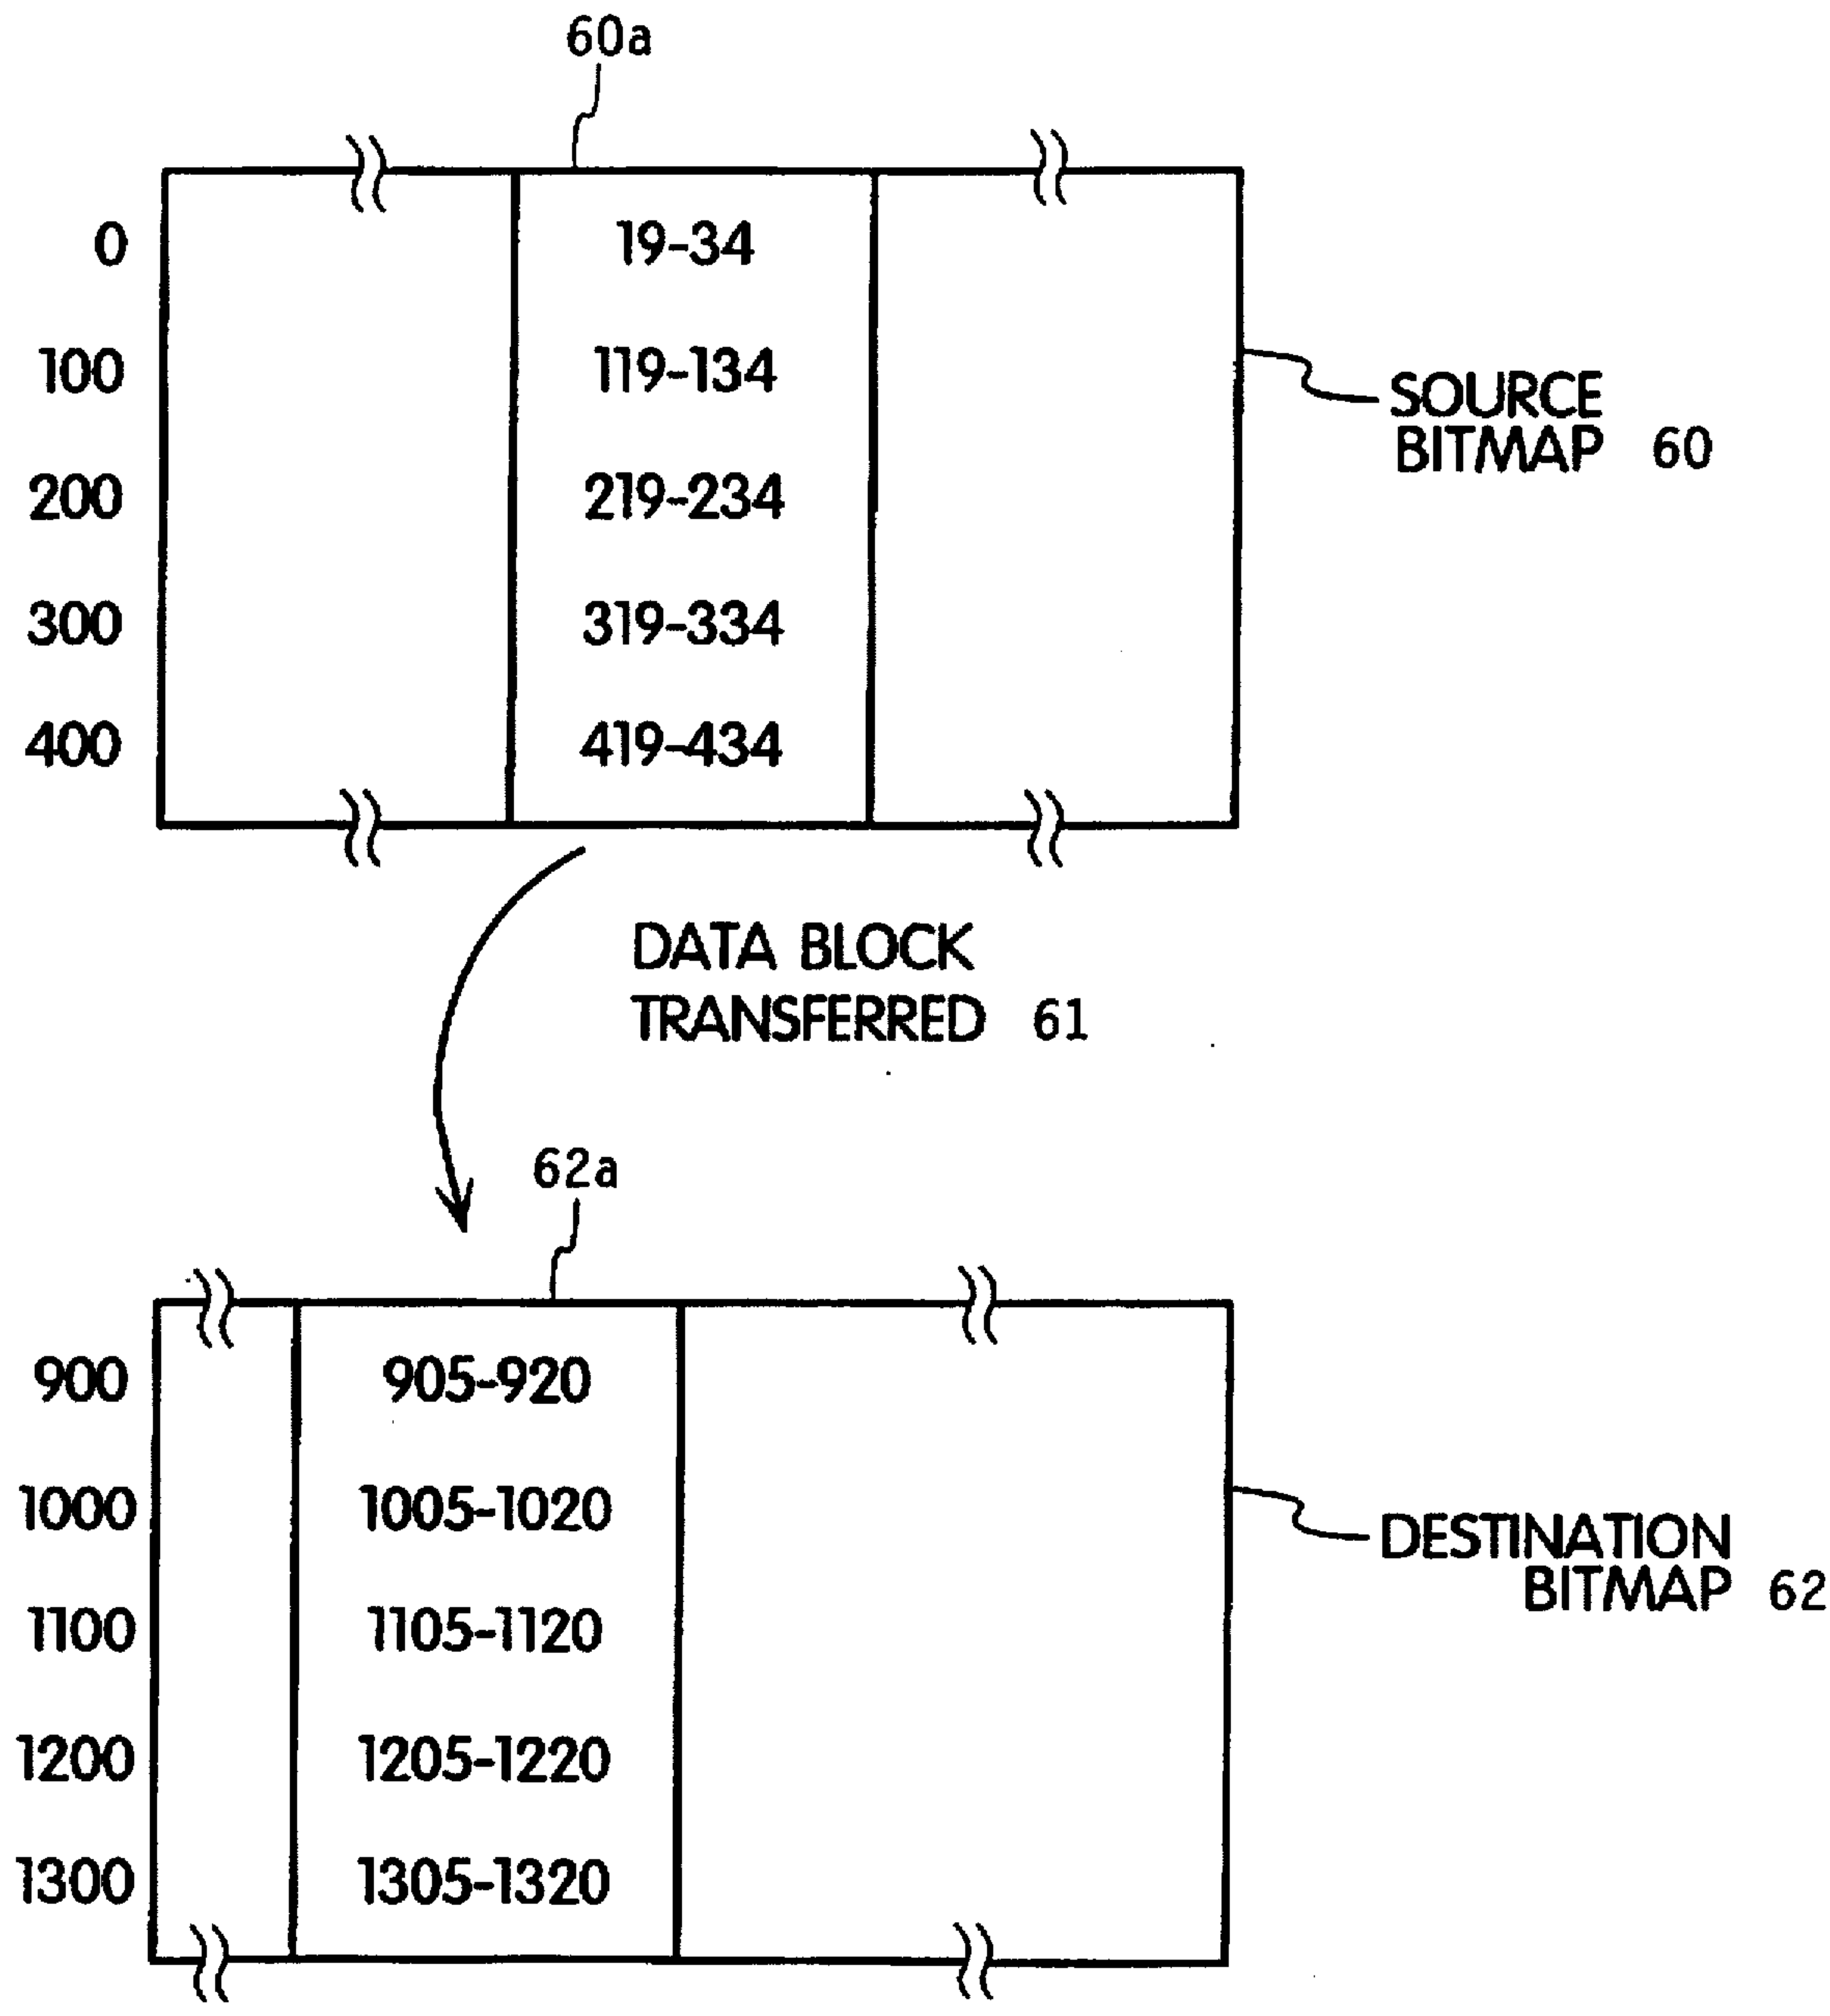 60a
0 19-34
100 119-134
200 219-234
300 319-334
400 419-434
SOURCE
BITMAP 60
DATA BLOCK
TRANSFERRED 61
62a
900 905-920
1000 1005-1020
1100 1105-1120
1200 1205-1220
1300 1305-1320
DESTINATION
BITMAP 62